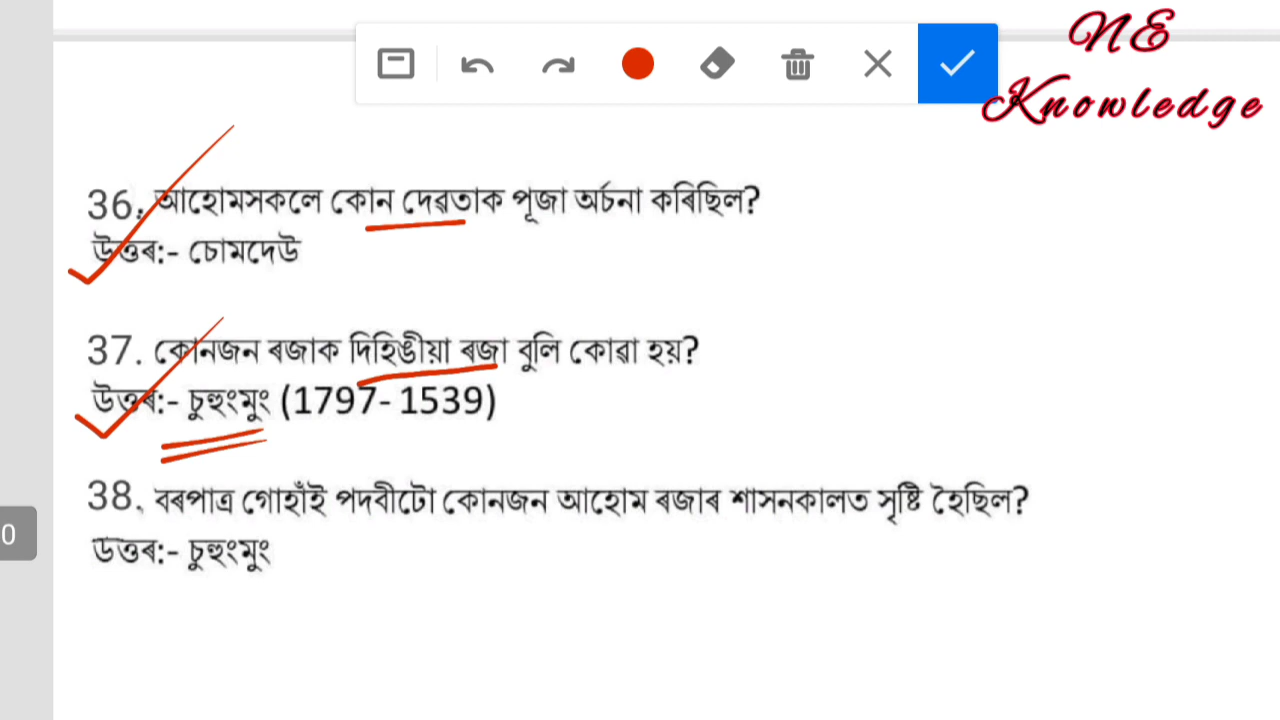 NE
Knowledge
36. আহোমসকলে কোন দেৱতাক পূজা অৰ্চনা কৰিছিল?
উত্তৰ:- চোমদেউ
37. কোনজন ৰজাক দিহিঙীয়া ৰজা বুলি কোৱা হয়?
উত্তৰ:- চুহুংমুং (1797- 1539)
38. বৰপাত্ৰ গোহাঁই পদবীটো কোনজন আহোম ৰজাৰ শাসনকালত সৃষ্টি হৈছিল?
0
উত্তৰ:- চুহুংমুং